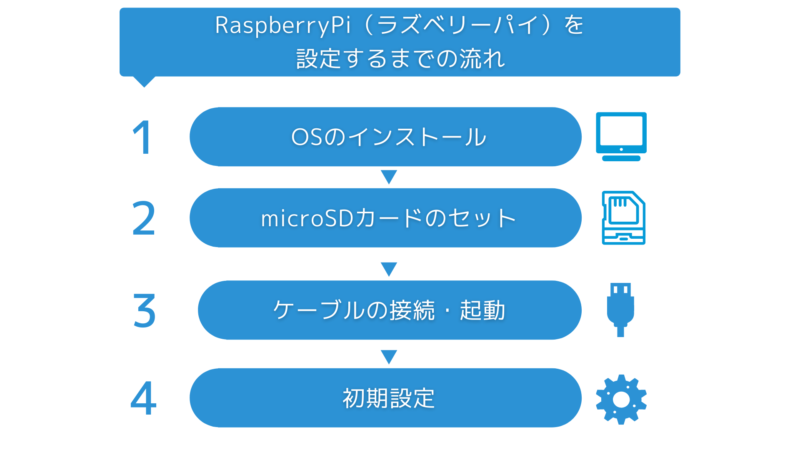 RaspberryPi（ラズベリーパイ）を
設定するまでの流れ
1 OSのインストール
2 microSDカードのセット
3 ケーブルの接続・起動
4 初期設定